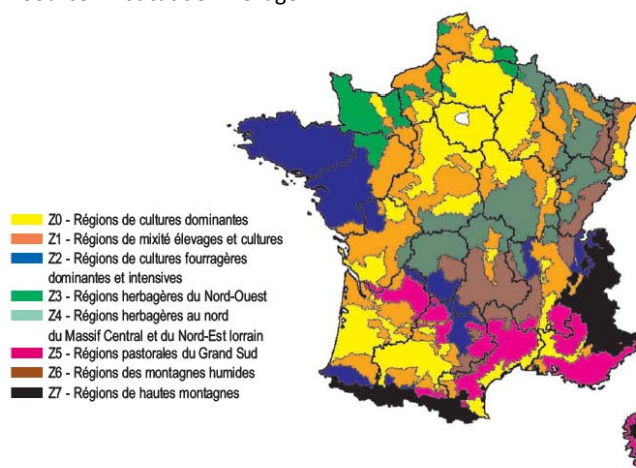 Z0 - Régions de cultures dominantes
Z1 - Régions de mixité élevages et cultures
Z2 - Régions de cultures fourragères
dominantes et intensives
Z3 - Régions herbagères du Nord-Ouest
Z4 - Régions herbagères au nord
du Massif Central et du Nord-Est lorrain
Z5 - Régions pastorales du Grand Sud
Z6 - Régions des montagnes humides
Z7 - Régions de hautes montagnes